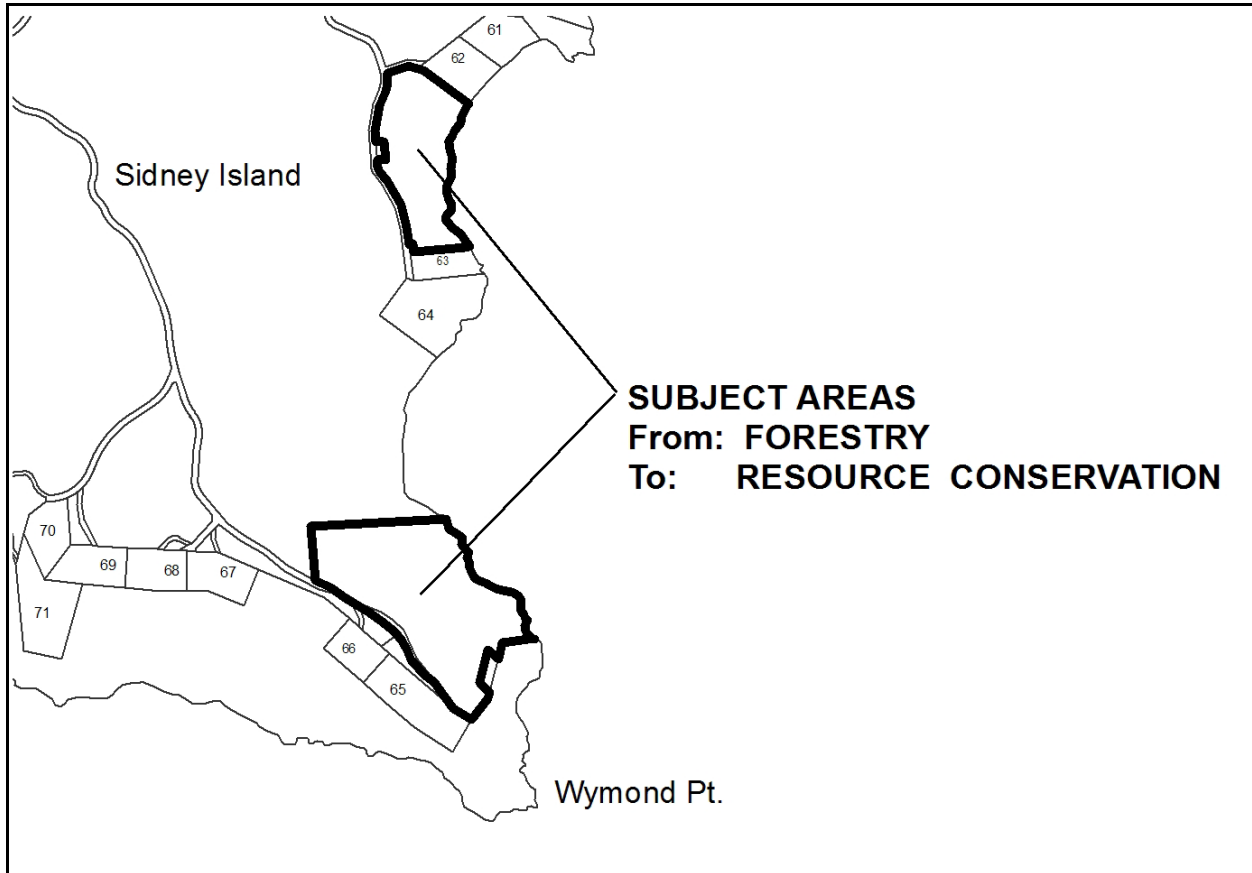 61
62
Sidney Island
63
64
SUBJECT AREAS
From: FORESTRY
To: RESOURCE CONSERVATION
70
69
68
67
71
66
65
Wymond Pt.